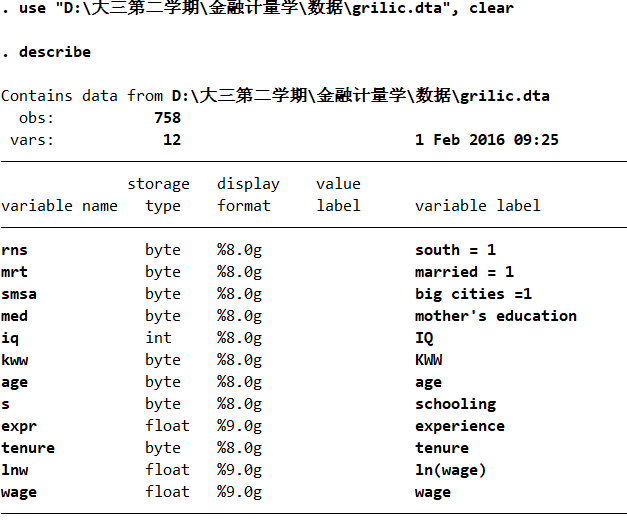 . use "D:\大三第二学期\金融计量学\数据\grilic.dta", clear
. describe
Contains data from D:\大三第二学期\金融计量学\数据\grilic.dta
obs: 758
vars: 12 1 Feb 2016 09:25
storage display value
variable name type format label variable label
rns byte %8.0g south = 1
mrt byte %8.0g married = 1
smsa byte %8.0g big cities =1
med byte %8.0g mother's education
iq int %8.0g IQ
kww byte %8.0g KWW
age byte %8.0g age
s byte %8.0g schooling
expr float %9.0g experience
tenure byte %8.0g tenure
lnw float %9.0g ln(wage)
wage float %9.0g wage